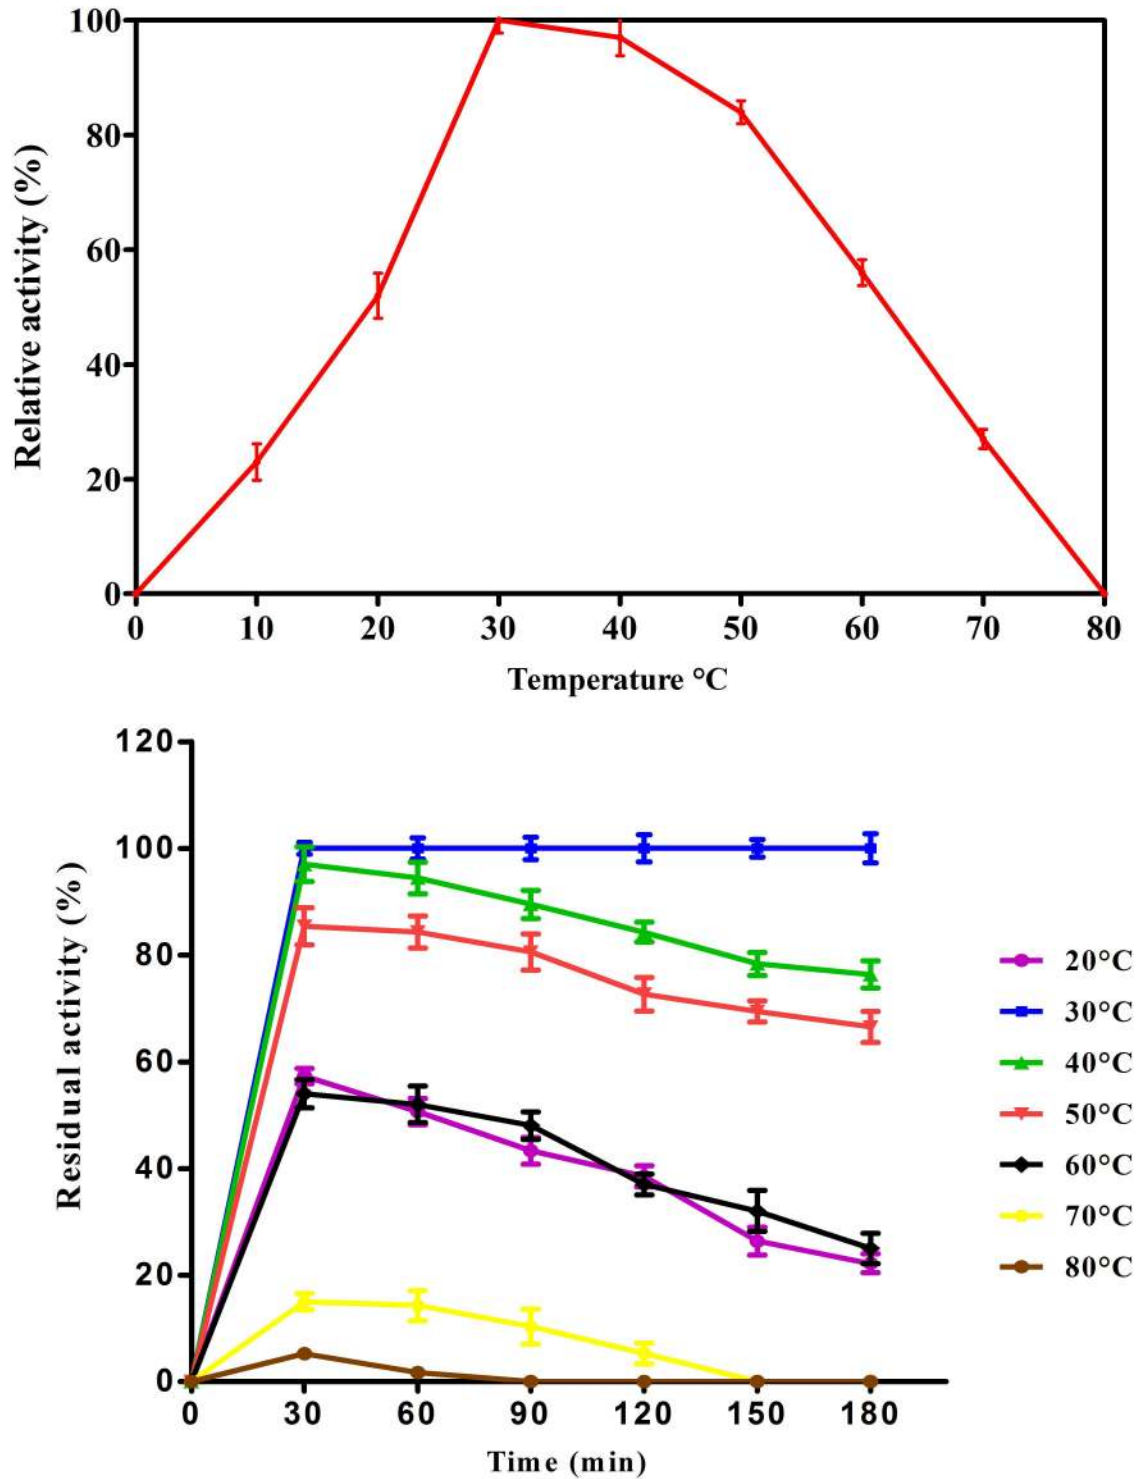 Relative activity (%)
100
80
60
40
20
0
0 10 20 30 40 50 60 70 80
Temperature °C
Residual activity (%)
120
100
80
60
40
20
0
0 30 60 90 120 150 180
Time (min)
20°C
30°C
40°C
50°C
60°C
70°C
80°C